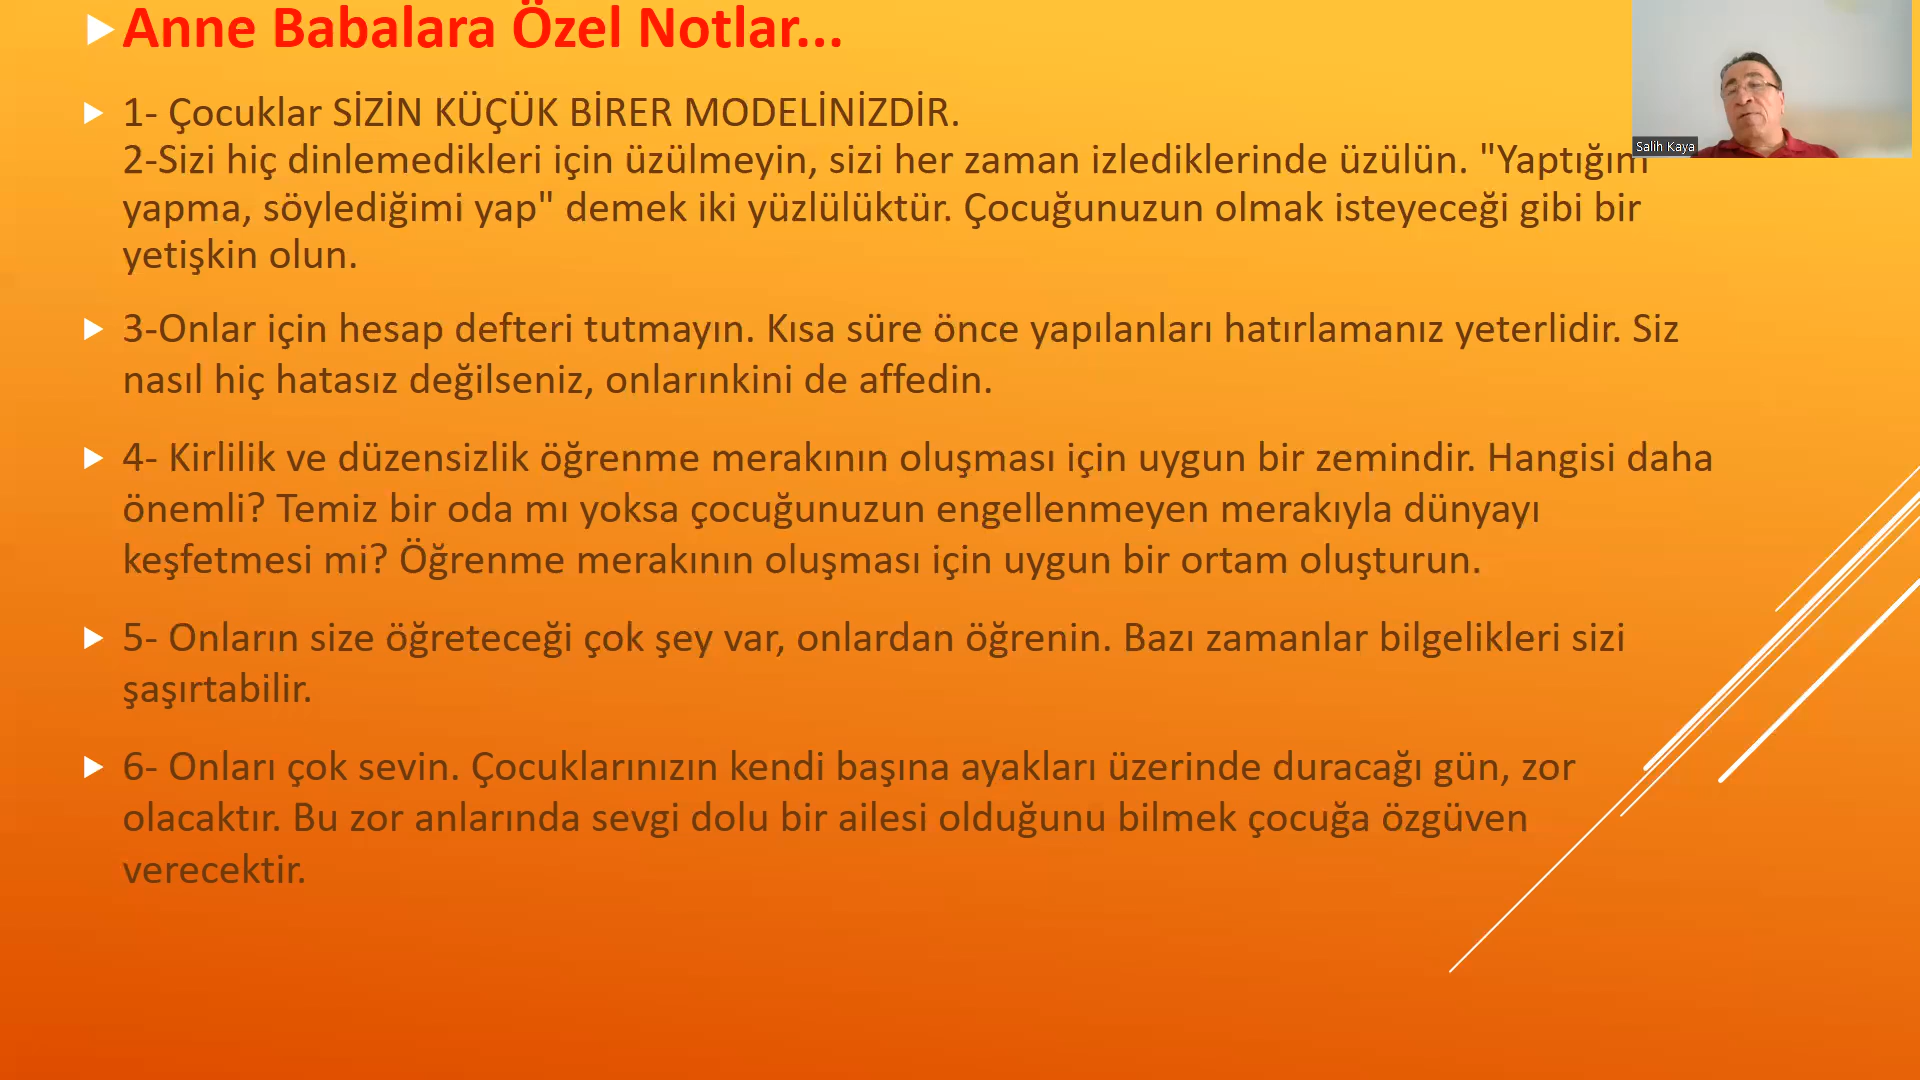 Anne Babalara Özel Notlar...
1- Çocuklar SİZİN KÜÇÜK BİRER MODELİNİZDİR.
2-Sizi hiç dinlemedikleri için üzülmeyin, sizi her zaman izlediklerinde üzülün. "Yaptığım
yapma, söylediğimi yap" demek iki yüzlülüktür. Çocuğunuzun olmak isteyeceği gibi bir
yetişkin olun.
3-Onlar için hesap defteri tutmayın. Kısa süre önce yapılanları hatırlamanız yeterlidir. Siz
nasıl hiç hatasız değilseniz, onlarınkini de affedin.
4- Kirlilik ve düzensizlik öğrenme merakının oluşması için uygun bir zemindir. Hangisi daha
önemli? Temiz bir oda mı yoksa çocuğunuzun engellenmeyen merakıyla dünyayı
keşfetmesi mi? Öğrenme merakının oluşması için uygun bir ortam oluşturun.
5- Onların size öğreteceği çok şey var, onlardan öğrenin. Bazı zamanlar bilgelikleri sizi
şaşırtabilir.
6- Onları çok sevin. Çocuklarınızın kendi başına ayakları üzerinde duracağı gün, zor
olacaktır. Bu zor anlarında sevgi dolu bir ailesi olduğunu bilmek çocuğa özgüven
verecektir.
Salih Kaya